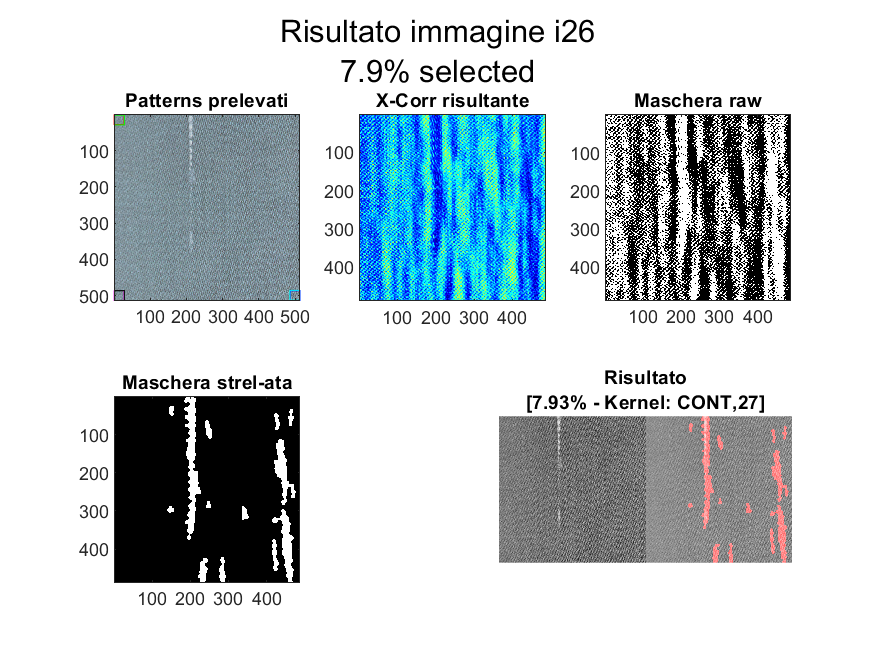 Risultato immagine i26
7.9% selected
Patterns prelevati
100
200
300
400
500
100 200 300 400 500
X-Corr risultante
100
200
300
400
100 200 300 400
Maschera raw
100
200
300
400
100 200 300 400
Maschera strel-ata
100
200
300
400
100 200 300 400
Risultato
[7.93% - Kernel: CONT,27]